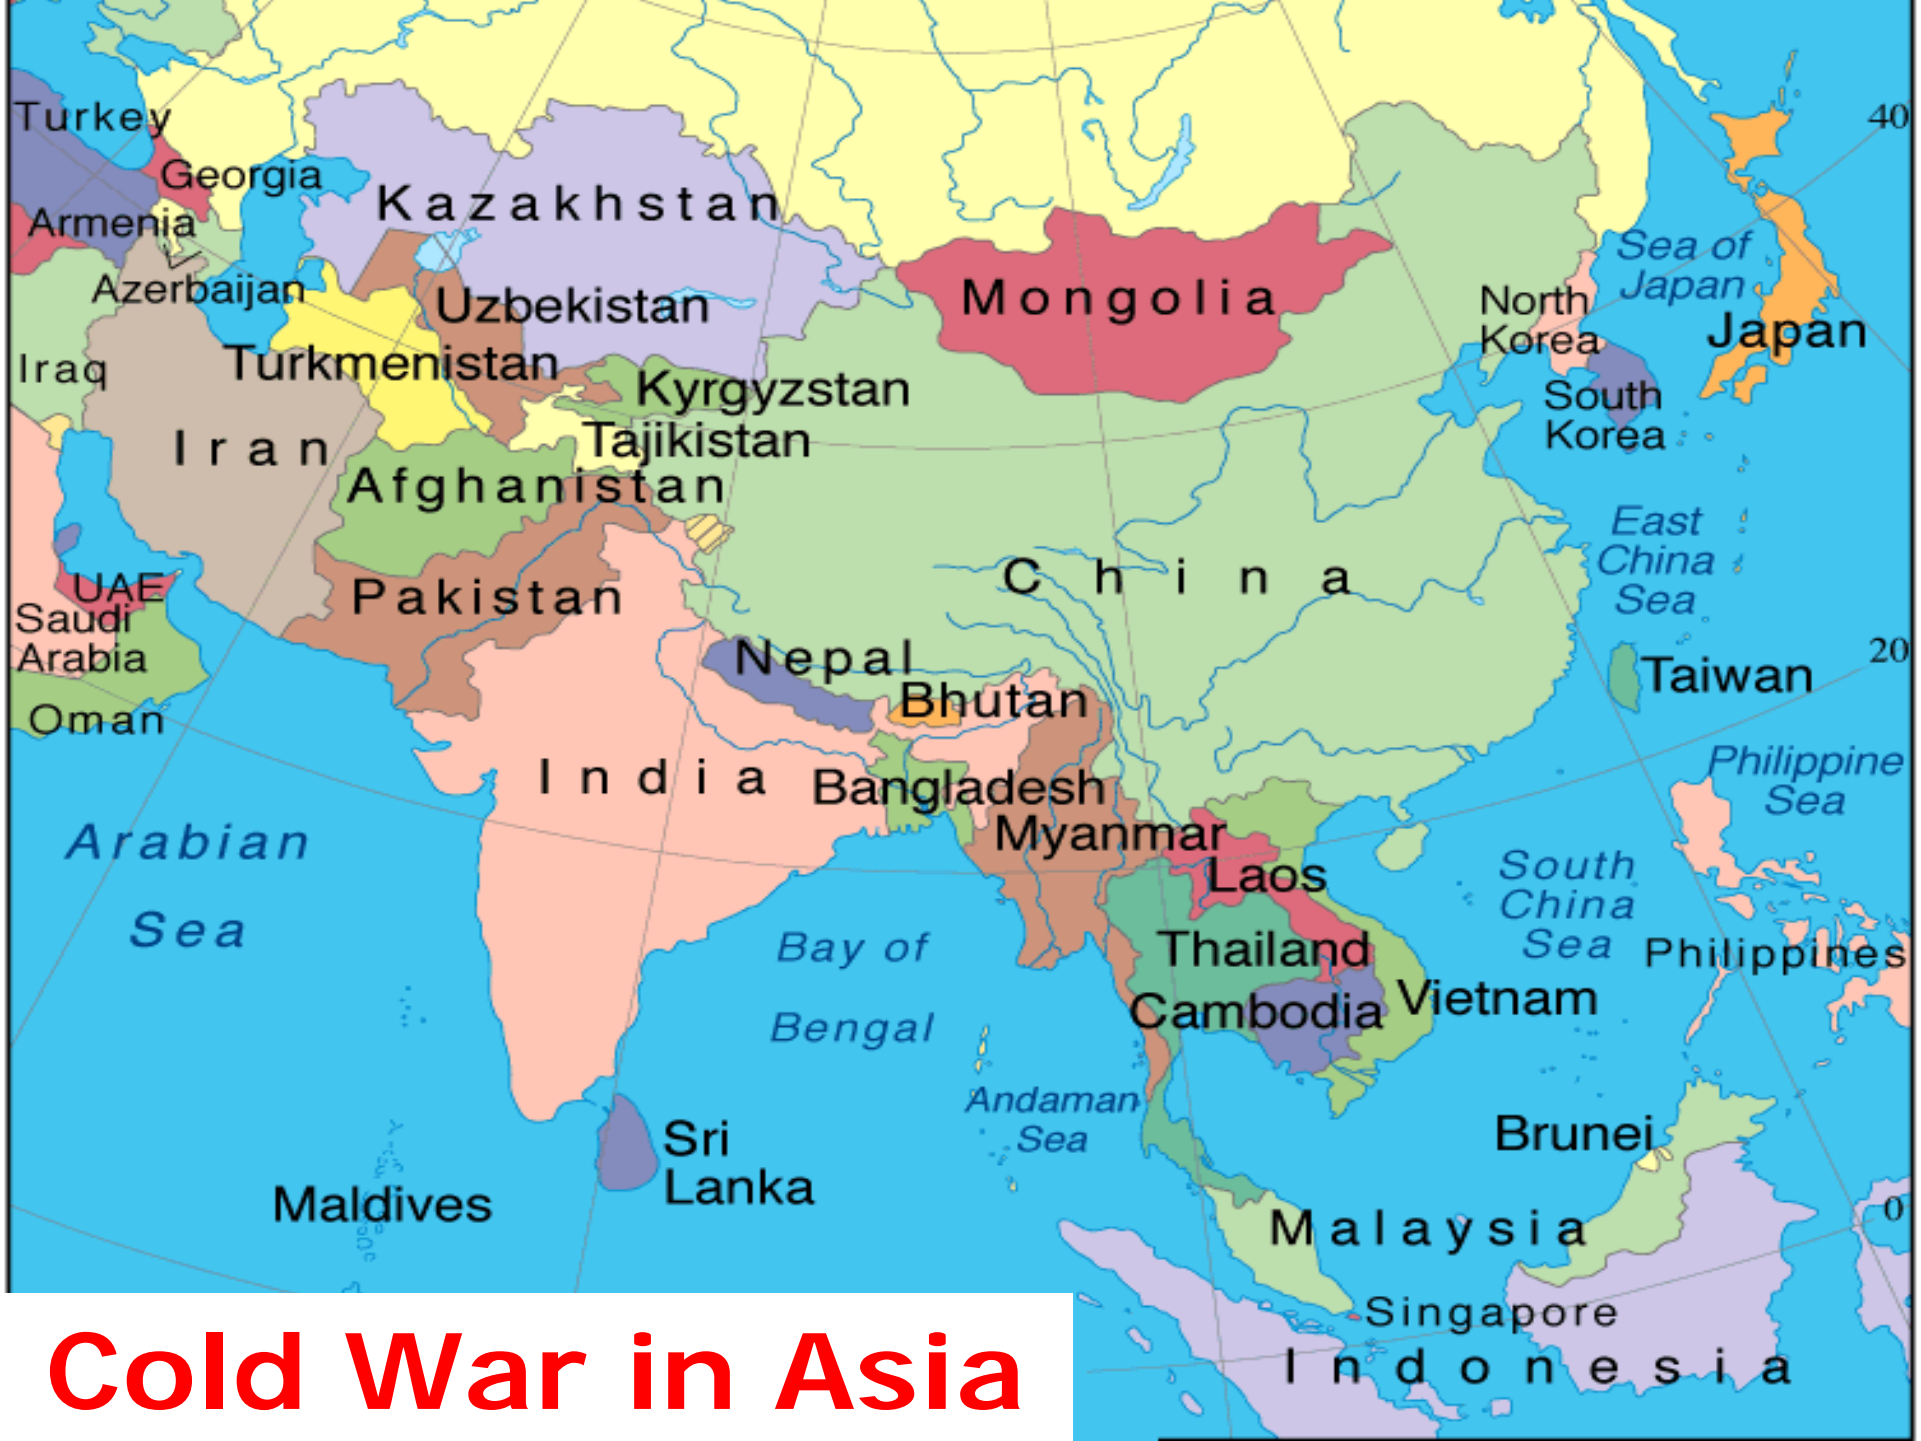 Turkey
40
Georgia
Kazakhstan
Armenia
Sea of
Japan
Azerbaijan
Uzbekistan
Mongolia
North
Korea
Japan
Iraq
Turkmenistan
Kyrgyzstan
South
Korea
Iran
Tajikistan
Afghanistan
East
China
Sea
China
UAE
Pakistan
Saudi
Arabia
Nepal
20
Taiwan
Bhutan
Oman
India
Bangladesh
Philippine
Sea
Myanmar
Arabian
Sea
Laos
South
China
Sea
Bay of
Bengal
Thailand
Philippines
Cambodia
Vietnam
Andaman
Sea
Sri
Lanka
Brunei
Maldives
Malaysia
0
Singapore
Indonesia
Cold War in Asia